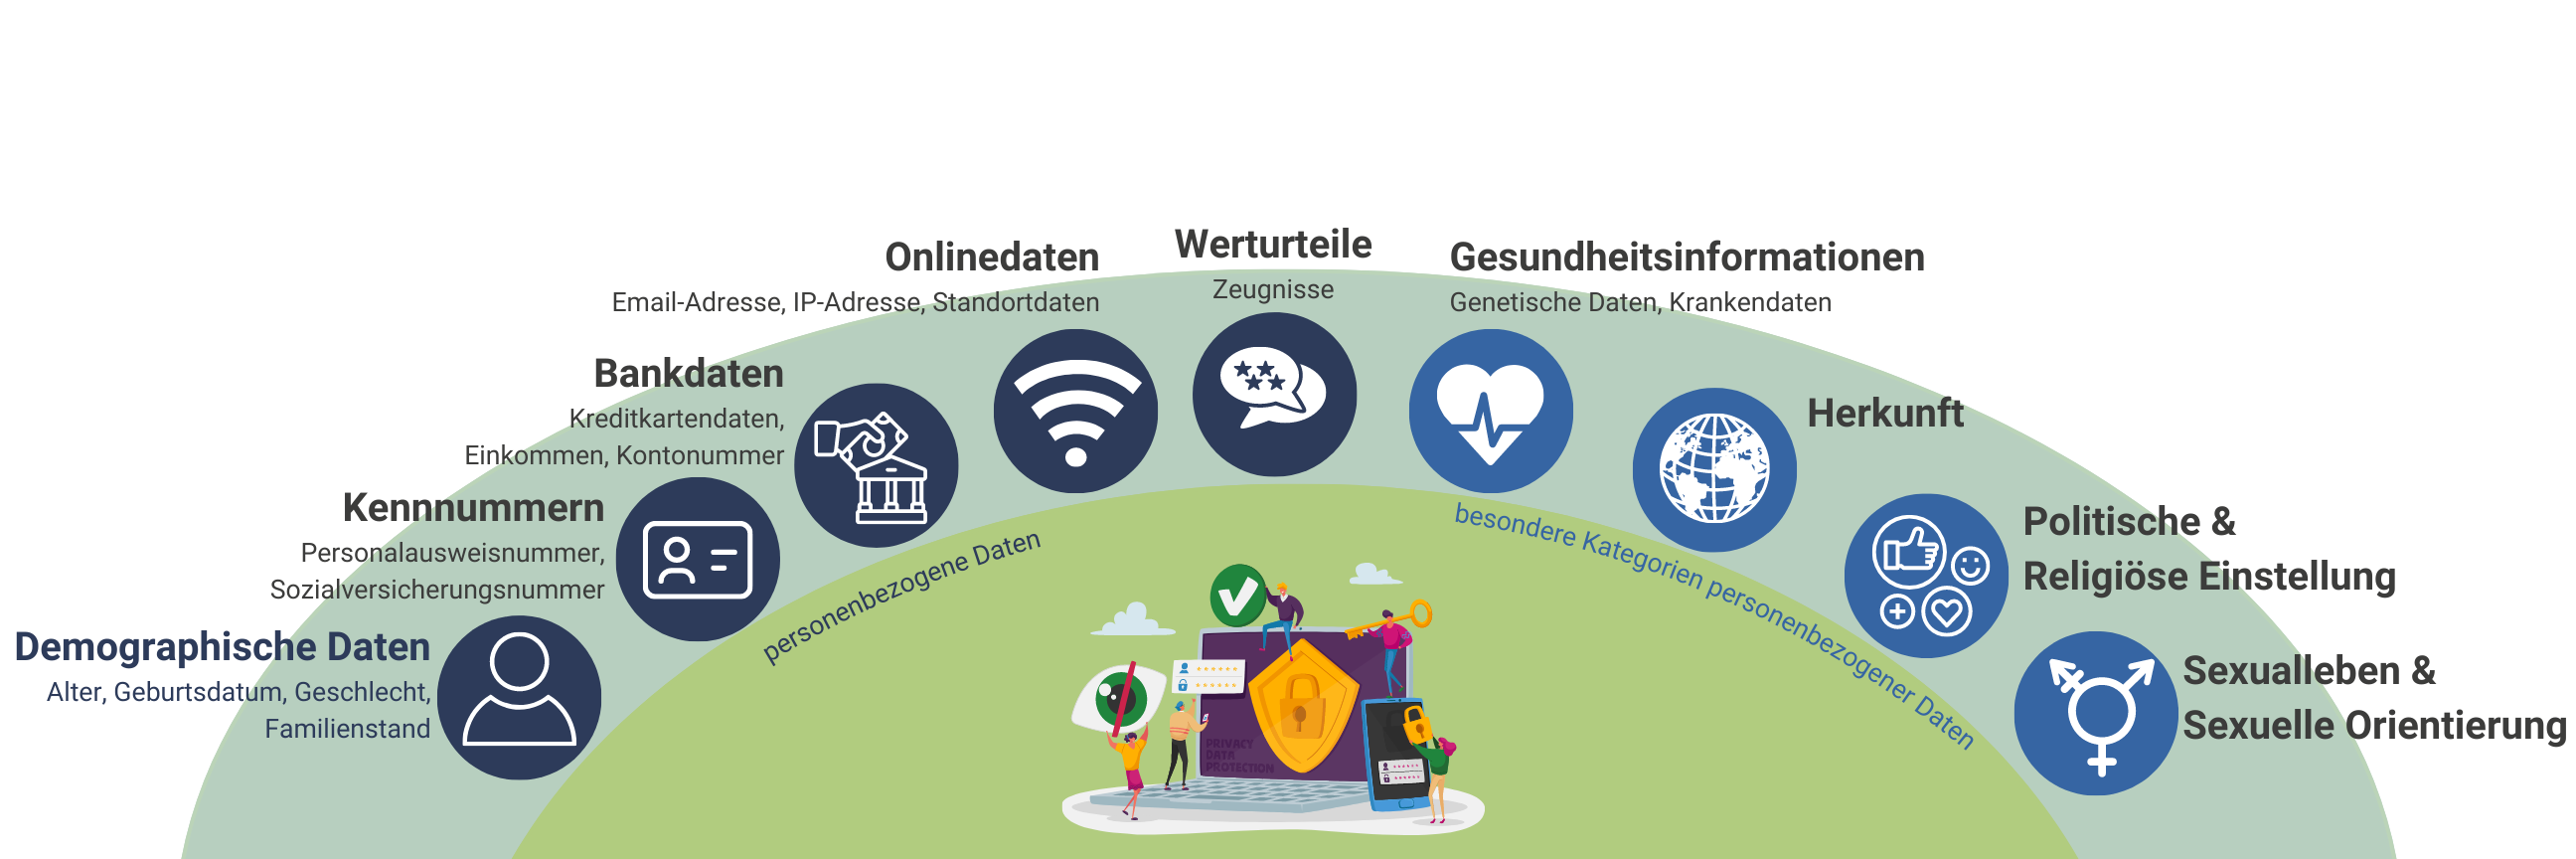 Werturteile
Zeugnisse
Onlinedaten
Email-Adresse, IP-Adresse, Standortdaten
Gesundheitsinformationen
Genetische Daten, Krankendaten
Bankdaten
Kreditkartendaten,
Einkommen, Kontonummer
Herkunft
Kennnummern
Personalausweisnummer,
Sozialversicherungsnummer
Politische &
Religiöse Einstellung
Demographische Daten
Alter, Geburtsdatum, Geschlecht,
Familienstand
Sexualleben &
Sexuelle Orientierung
personenbezogene Daten
besondere Kategorien personenbezogener Daten
PRIVACY
DATA
PROTECTION